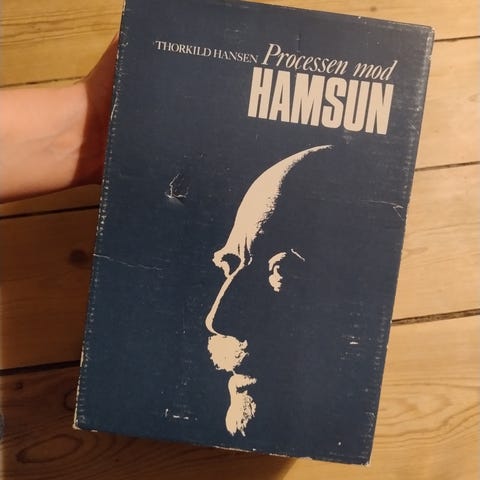 THORKILD HANSEN Processen mod
HAMSUN